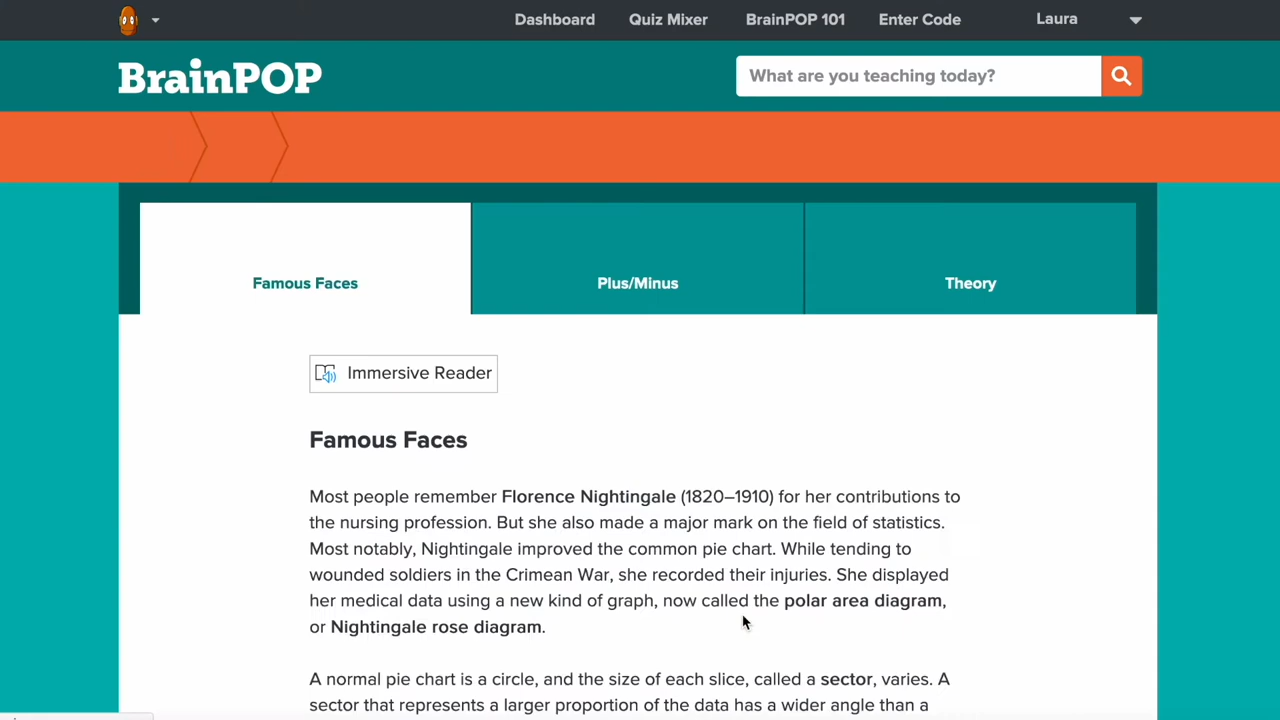 Dashboard Quiz Mixer BrainPOP 101 Enter Code Laura
BrainPOP
What are you teaching today?
Famous Faces
Plus/Minus
Theory
Immersive Reader
Famous Faces
Most people remember Florence Nightingale (1820–1910) for her contributions to
the nursing profession. But she also made a major mark on the field of statistics.
Most notably, Nightingale improved the common pie chart. While tending to
wounded soldiers in the Crimean War, she recorded their injuries. She displayed
her medical data using a new kind of graph, now called the polar area diagram,
or Nightingale rose diagram.
A normal pie chart is a circle, and the size of each slice, called a sector, varies. A
sector that represents a larger proportion of the data has a wider angle than a